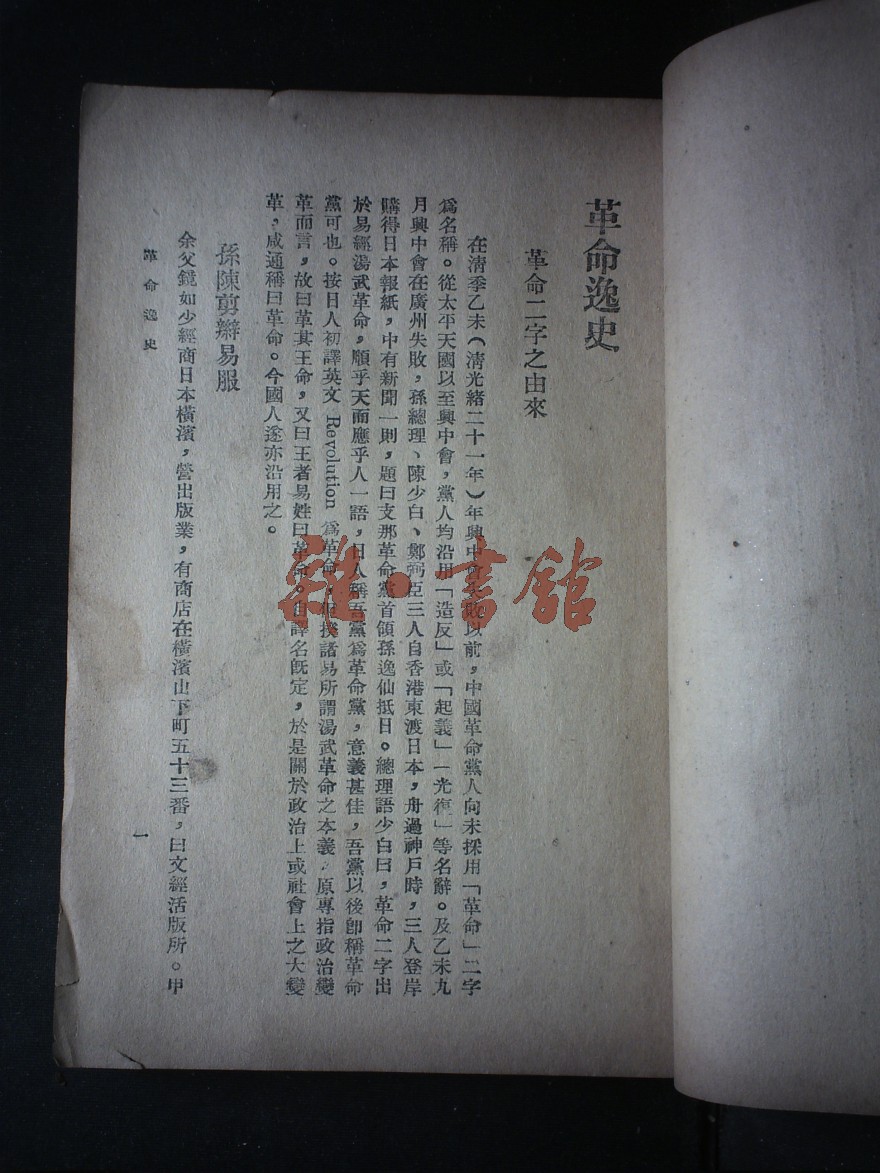 革命逸史
革命二字之由來
在清季乙未(清光緒二十一年)年興中會失敗以前,中國革命黨人向未採用「革命」二字
爲名稱。從太平天國以至興中會,黨人均沿用「造反」或「起義」「光復」等名辭。及乙未九
月興中會在廣州失敗,孫總理、陳少白、鄭弼臣三人自香港東渡日本,舟過神戶時,三人登岸
購得日本報紙,中有新聞一則,題曰支那革命黨首領孫逸仙抵日。總理語少白曰,革命二字出
於易經湯武革命,順乎天而應乎人一語,日人稱吾黨爲革命黨,意義甚佳,吾黨以後卽稱革命
黨可也。按日人初譯英文 Revolution 爲革命,但揆諸易所謂湯武革命之本義,原專指政治變
革而言,故曰革其王命,又曰王者易姓曰革命。自譯名旣定,於是關於政治上或社會上之大變
革,咸通稱曰革命。今國人遂亦沿用之。
孫陳剪辮易服
余父鏡如少經商日本橫濱,營出版業,有商店在橫濱山下町五十三番,曰文經活版所。甲
革命逸史
一
雜·書館